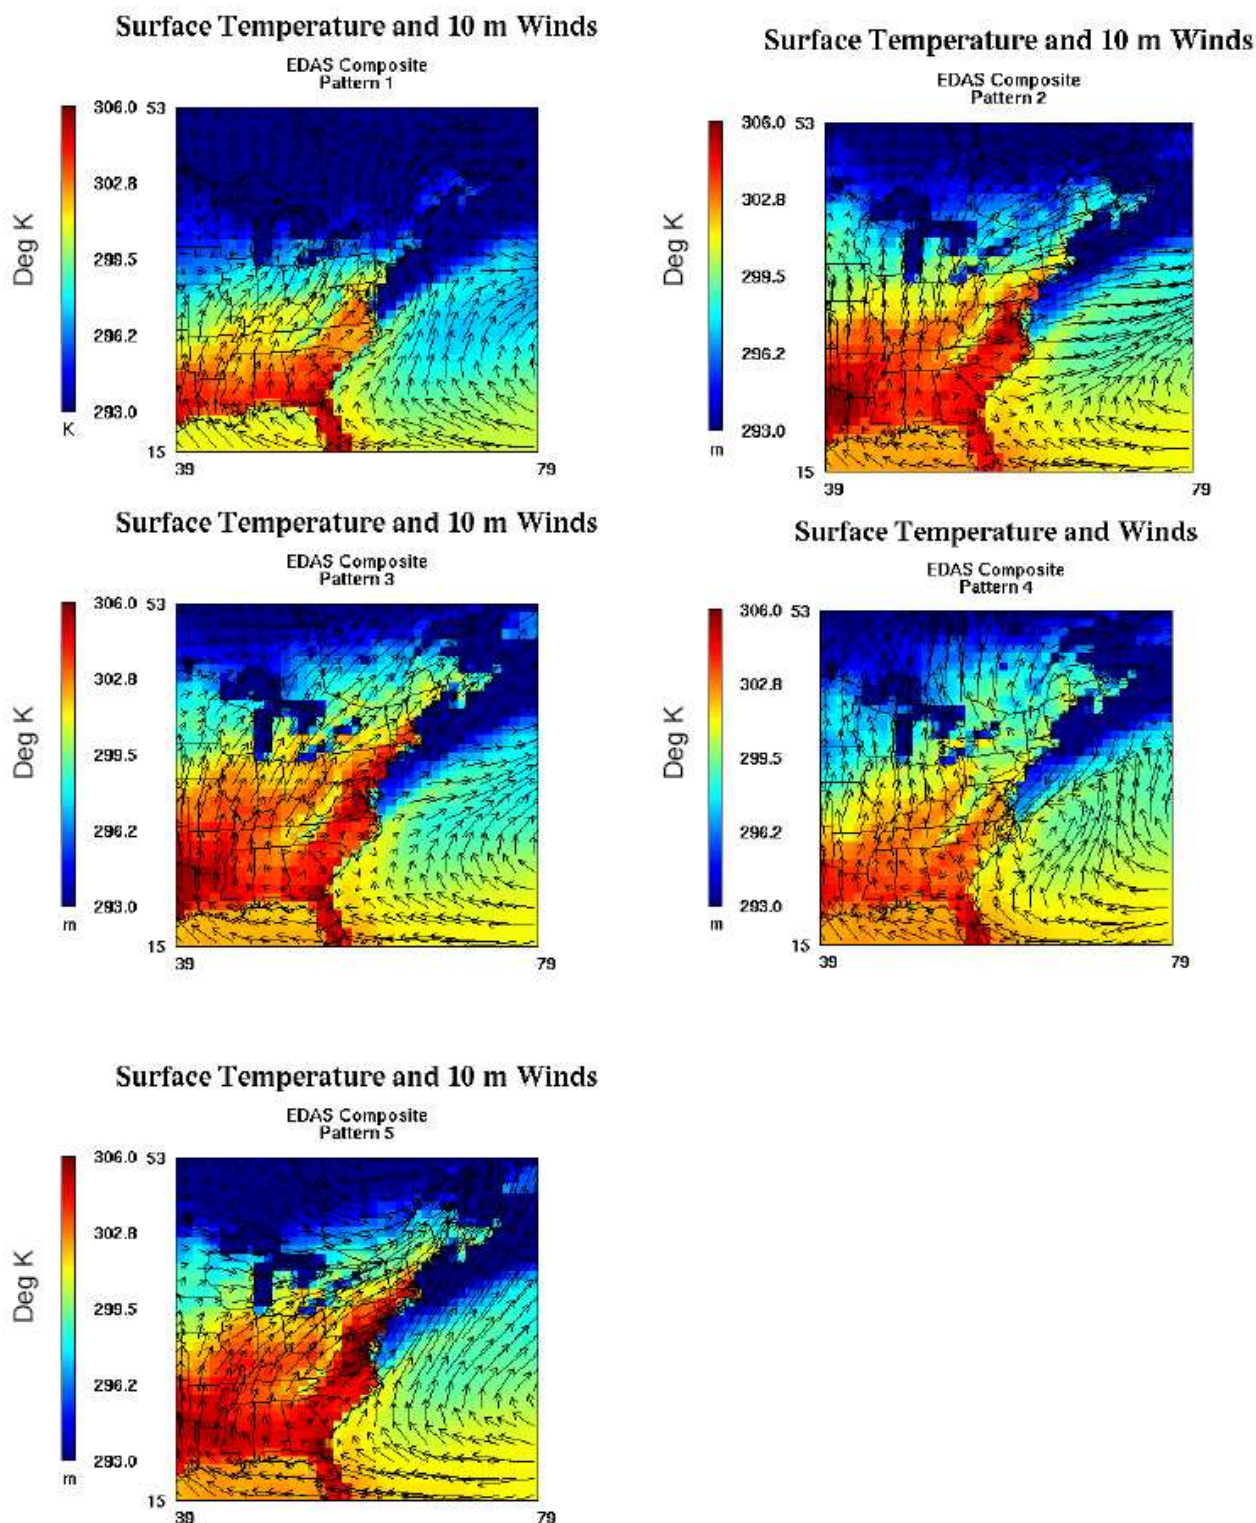 Surface Temperature and 10 m Winds
EDAS Composite
Pattern 1
306.0
302.8
299.5
296.2
293.0
Deg K
K
53
15
39
79
Surface Temperature and 10 m Winds
EDAS Composite
Pattern 2
306.0
302.8
299.5
296.2
293.0
Deg K
m
53
15
39
79
Surface Temperature and 10 m Winds
EDAS Composite
Pattern 3
306.0
302.8
299.5
296.2
293.0
Deg K
m
53
15
39
79
Surface Temperature and Winds
EDAS Composite
Pattern 4
306.0
302.8
299.5
296.2
293.0
Deg K
m
53
15
39
79
Surface Temperature and 10 m Winds
EDAS Composite
Pattern 5
306.0
302.8
299.5
296.2
293.0
Deg K
m
53
15
39
79